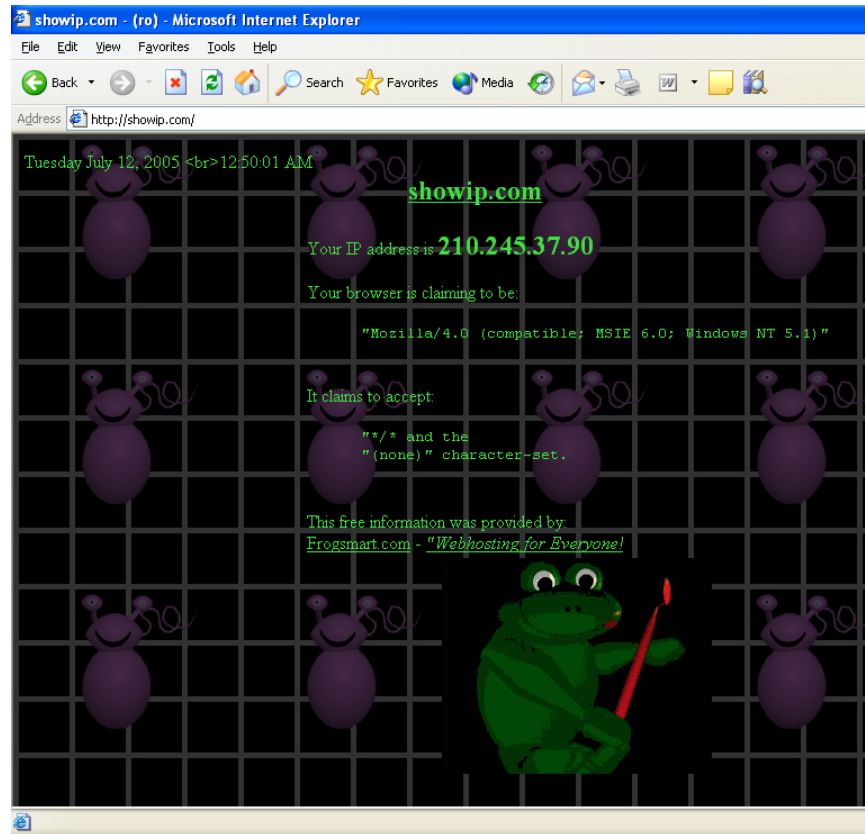 showip.com - (ro) - Microsoft Internet Explorer
File Edit View Favorites Tools Help
Back Search Favorites Media
Address http://showip.com/
Tuesday July 12, 2005 <br>12:50:01 AM
showip.com
Your IP address is 210.245.37.90
Your browser is claiming to be:
"Mozilla/4.0 (compatible; MSIE 6.0; Windows NT 5.1)"
It claims to accept:
"*/* and the
"(none)" character-set.
This free information was provided by:
Frogsmart.com - "Webhosting for Everyone!